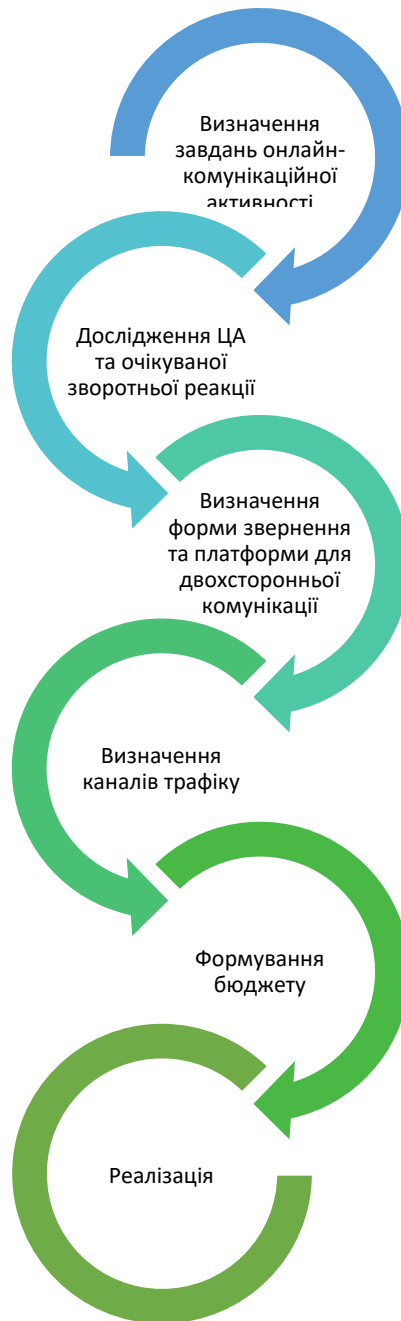 Визначення
завдань онлайн-
комунікаційної
активності
Дослідження ЦА
та очікуваної
зворотньої реакції
Визначення
форми звернення
та платформи для
двохсторонньої
комунікації
Визначення
каналів трафіку
Формування
бюджету
Реалізація